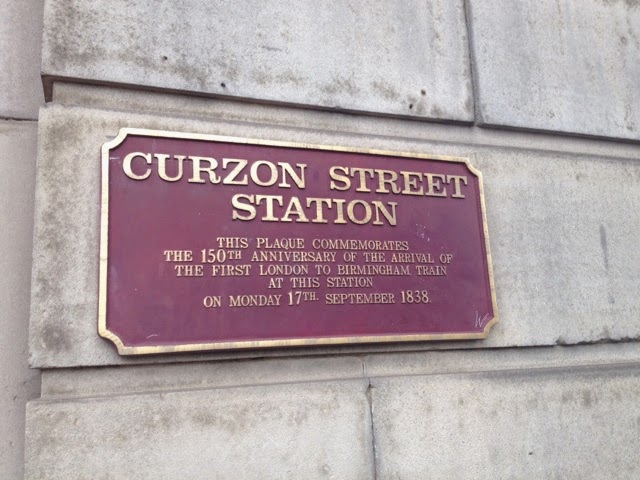 CURZON STREET
STATION
THIS PLAQUE COMMEMORATES
THE 150TH ANNIVERSARY OF THE ARRIVAL OF
THE FIRST LONDON TO BIRMINGHAM TRAIN
AT THIS STATION
ON MONDAY 17TH. SEPTEMBER 1838.